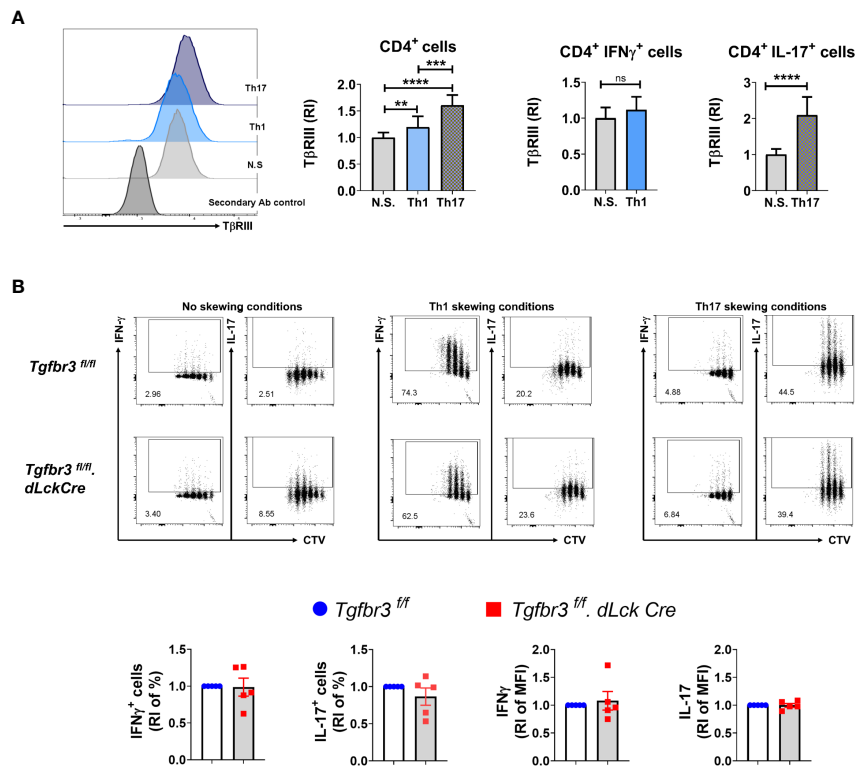 A
Th17
Th1
N.S
Secondary Ab control
TβRIII
CD4+ cells
TβRIII (RI)
2.0
1.5
1.0
0.5
0.0
**
****
***
N.S. Th1 Th17
CD4+ IFNγ+ cells
TβRIII (RI)
1.5
1.0
0.5
0.0
ns
N.S. Th1
CD4+ IL-17+ cells
TβRIII (RI)
3
2
1
0
****
N.S. Th17
B
No skewing conditions
Th1 skewing conditions
Th17 skewing conditions
IFN-γ
IL-17
IFN-γ
IL-17
IFN-γ
IL-17
Tgfbr3 fl/fl
2.96
2.51
74.3
20.2
4.88
44.5
Tgfbr3 fl/fl.
dLckCre
3.40
8.55
62.5
23.6
6.84
39.4
CTV
CTV
CTV
Tgfbr3 f/f
Tgfbr3 f/f. dLck Cre
IFNγ+ cells
(RI of %)
1.5
1.0
0.5
0.0
IL-17+ cells
(RI of %)
1.5
1.0
0.5
0.0
IFNγ
(RI of MFI)
2.0
1.5
1.0
0.5
0.0
IL-17
(RI of MFI)
1.5
1.0
0.5
0.0